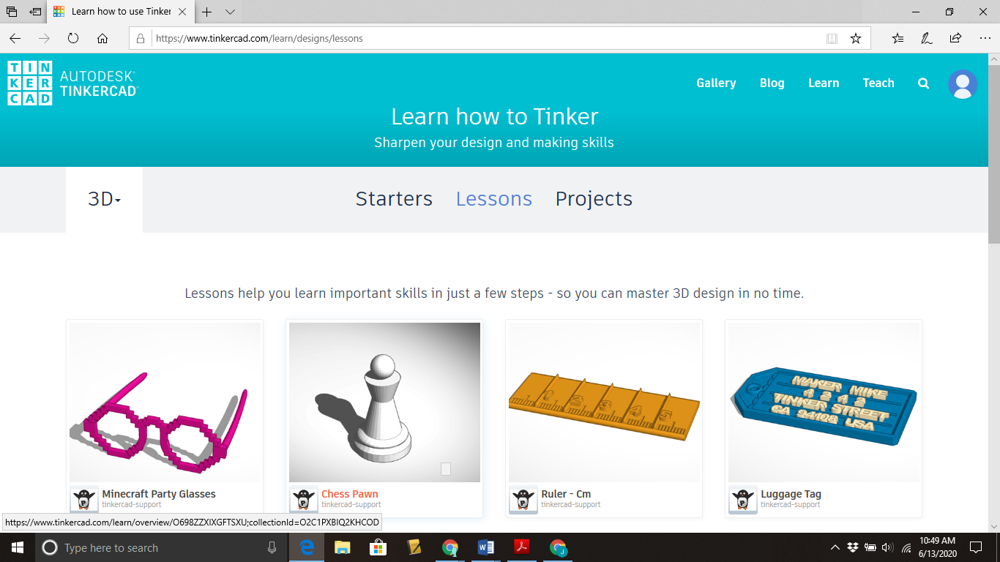 Learn how to use Tinker
https://www.tinkercad.com/learn/designs/lessons
TIN
KER
CAD
AUTODESK®
TINKERCAD
Gallery Blog Learn Teach
Learn how to Tinker
Sharpen your design and making skills
3D
Starters Lessons Projects
Lessons help you learn important skills in just a few steps - so you can master 3D design in no time.
1 2 3 4 5
MAKER MIKE
4 2 4 2
TINKER STREET
CA 94108 USA
Minecraft Party Glasses
tinkercad-support
Chess Pawn
tinkercad-support
Ruler - Cm
tinkercad-support
Luggage Tag
tinkercad-support
https://www.tinkercad.com/learn/overview/O698ZZXIXGFTSXU;collectionId=O2C1PXBIQ2KHCOD
Type here to search
10:49 AM
6/13/2020